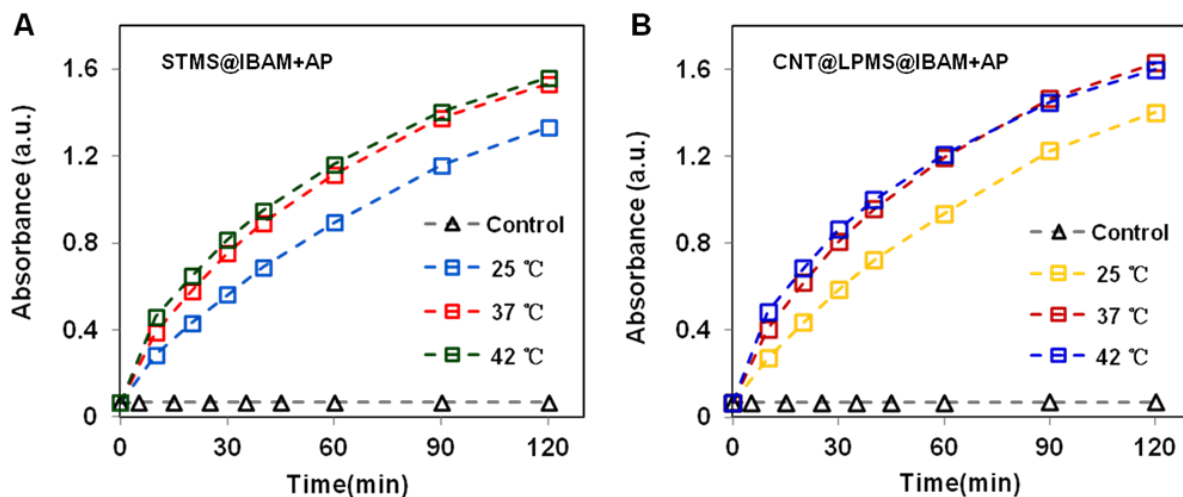 A
STMS@IBAM+AP
Absorbance (a.u.)
1.6
1.2
0.8
0.4
0
Control
25 ℃
37 ℃
42 ℃
0 30 60 90 120
Time(min)
B
CNT@LPMS@IBAM+AP
Absorbance (a.u.)
1.6
1.2
0.8
0.4
0
Control
25 ℃
37 ℃
42 ℃
0 30 60 90 120
Time(min)